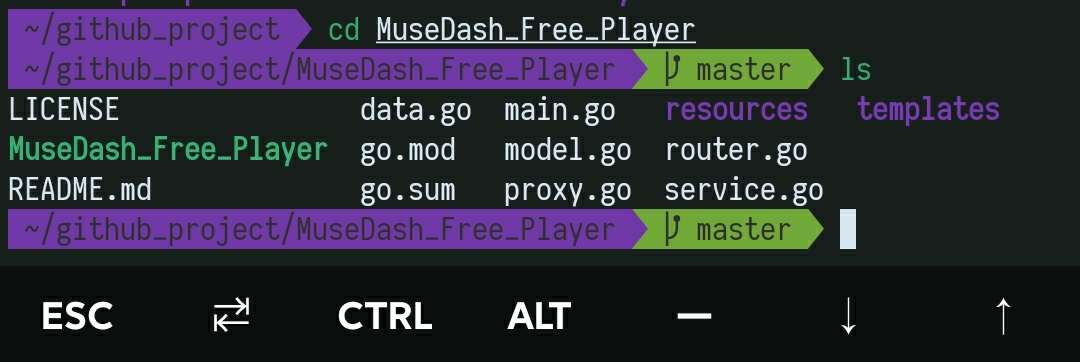 ~/github_project cd MuseDash_Free_Player
~/github_project/MuseDash_Free_Player master ls
LICENSE data.go main.go resources templates
MuseDash_Free_Player go.mod model.go router.go
README.md go.sum proxy.go service.go
~/github_project/MuseDash_Free_Player master
ESC CTRL ALT — ↓ ↑